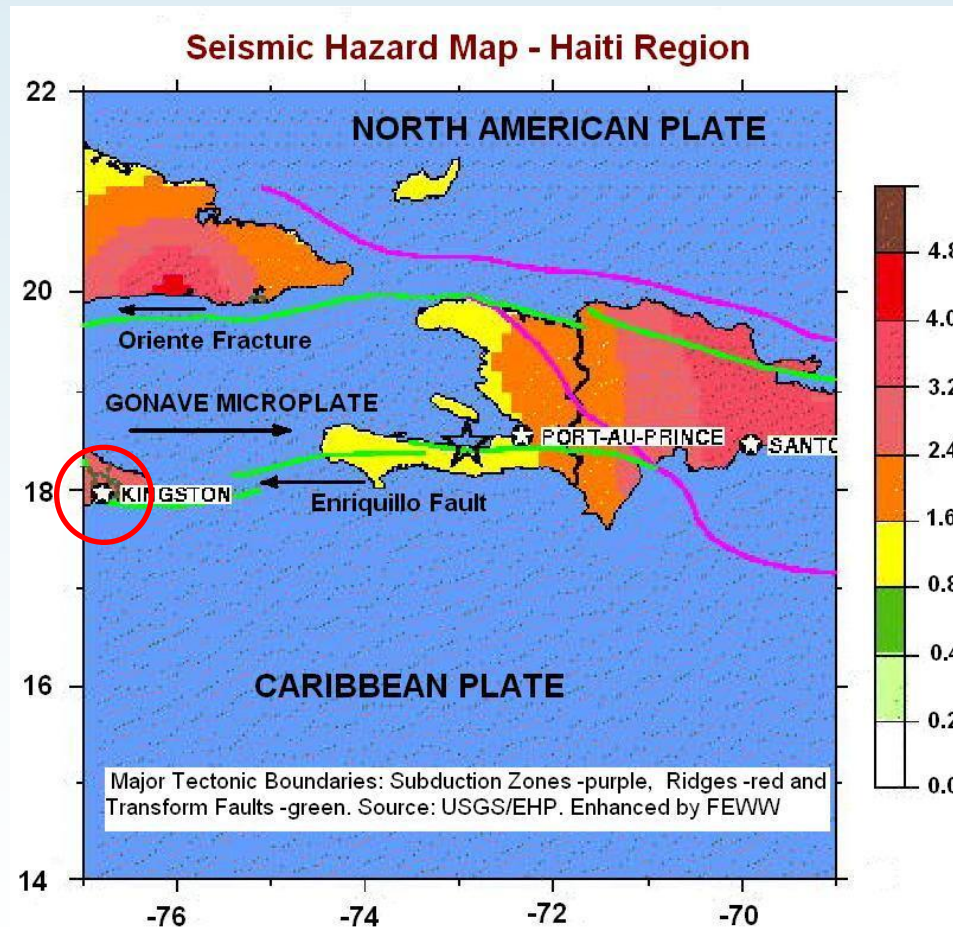 Seismic Hazard Map - Haiti Region
22
NORTH AMERICAN PLATE
4.8
20
4.0
Oriente Fracture
3.2
GONAVE MICROPLATE
PORT-AU-PRINCE
SANTO
2.4
18
KINGSTON
Enriquillo Fault
1.6
0.8
0.4
16
CARIBBEAN PLATE
0.2
Major Tectonic Boundaries: Subduction Zones -purple, Ridges -red and
Transform Faults -green. Source: USGS/EHP. Enhanced by FEWW
0.0
14
-76
-74
-72
-70